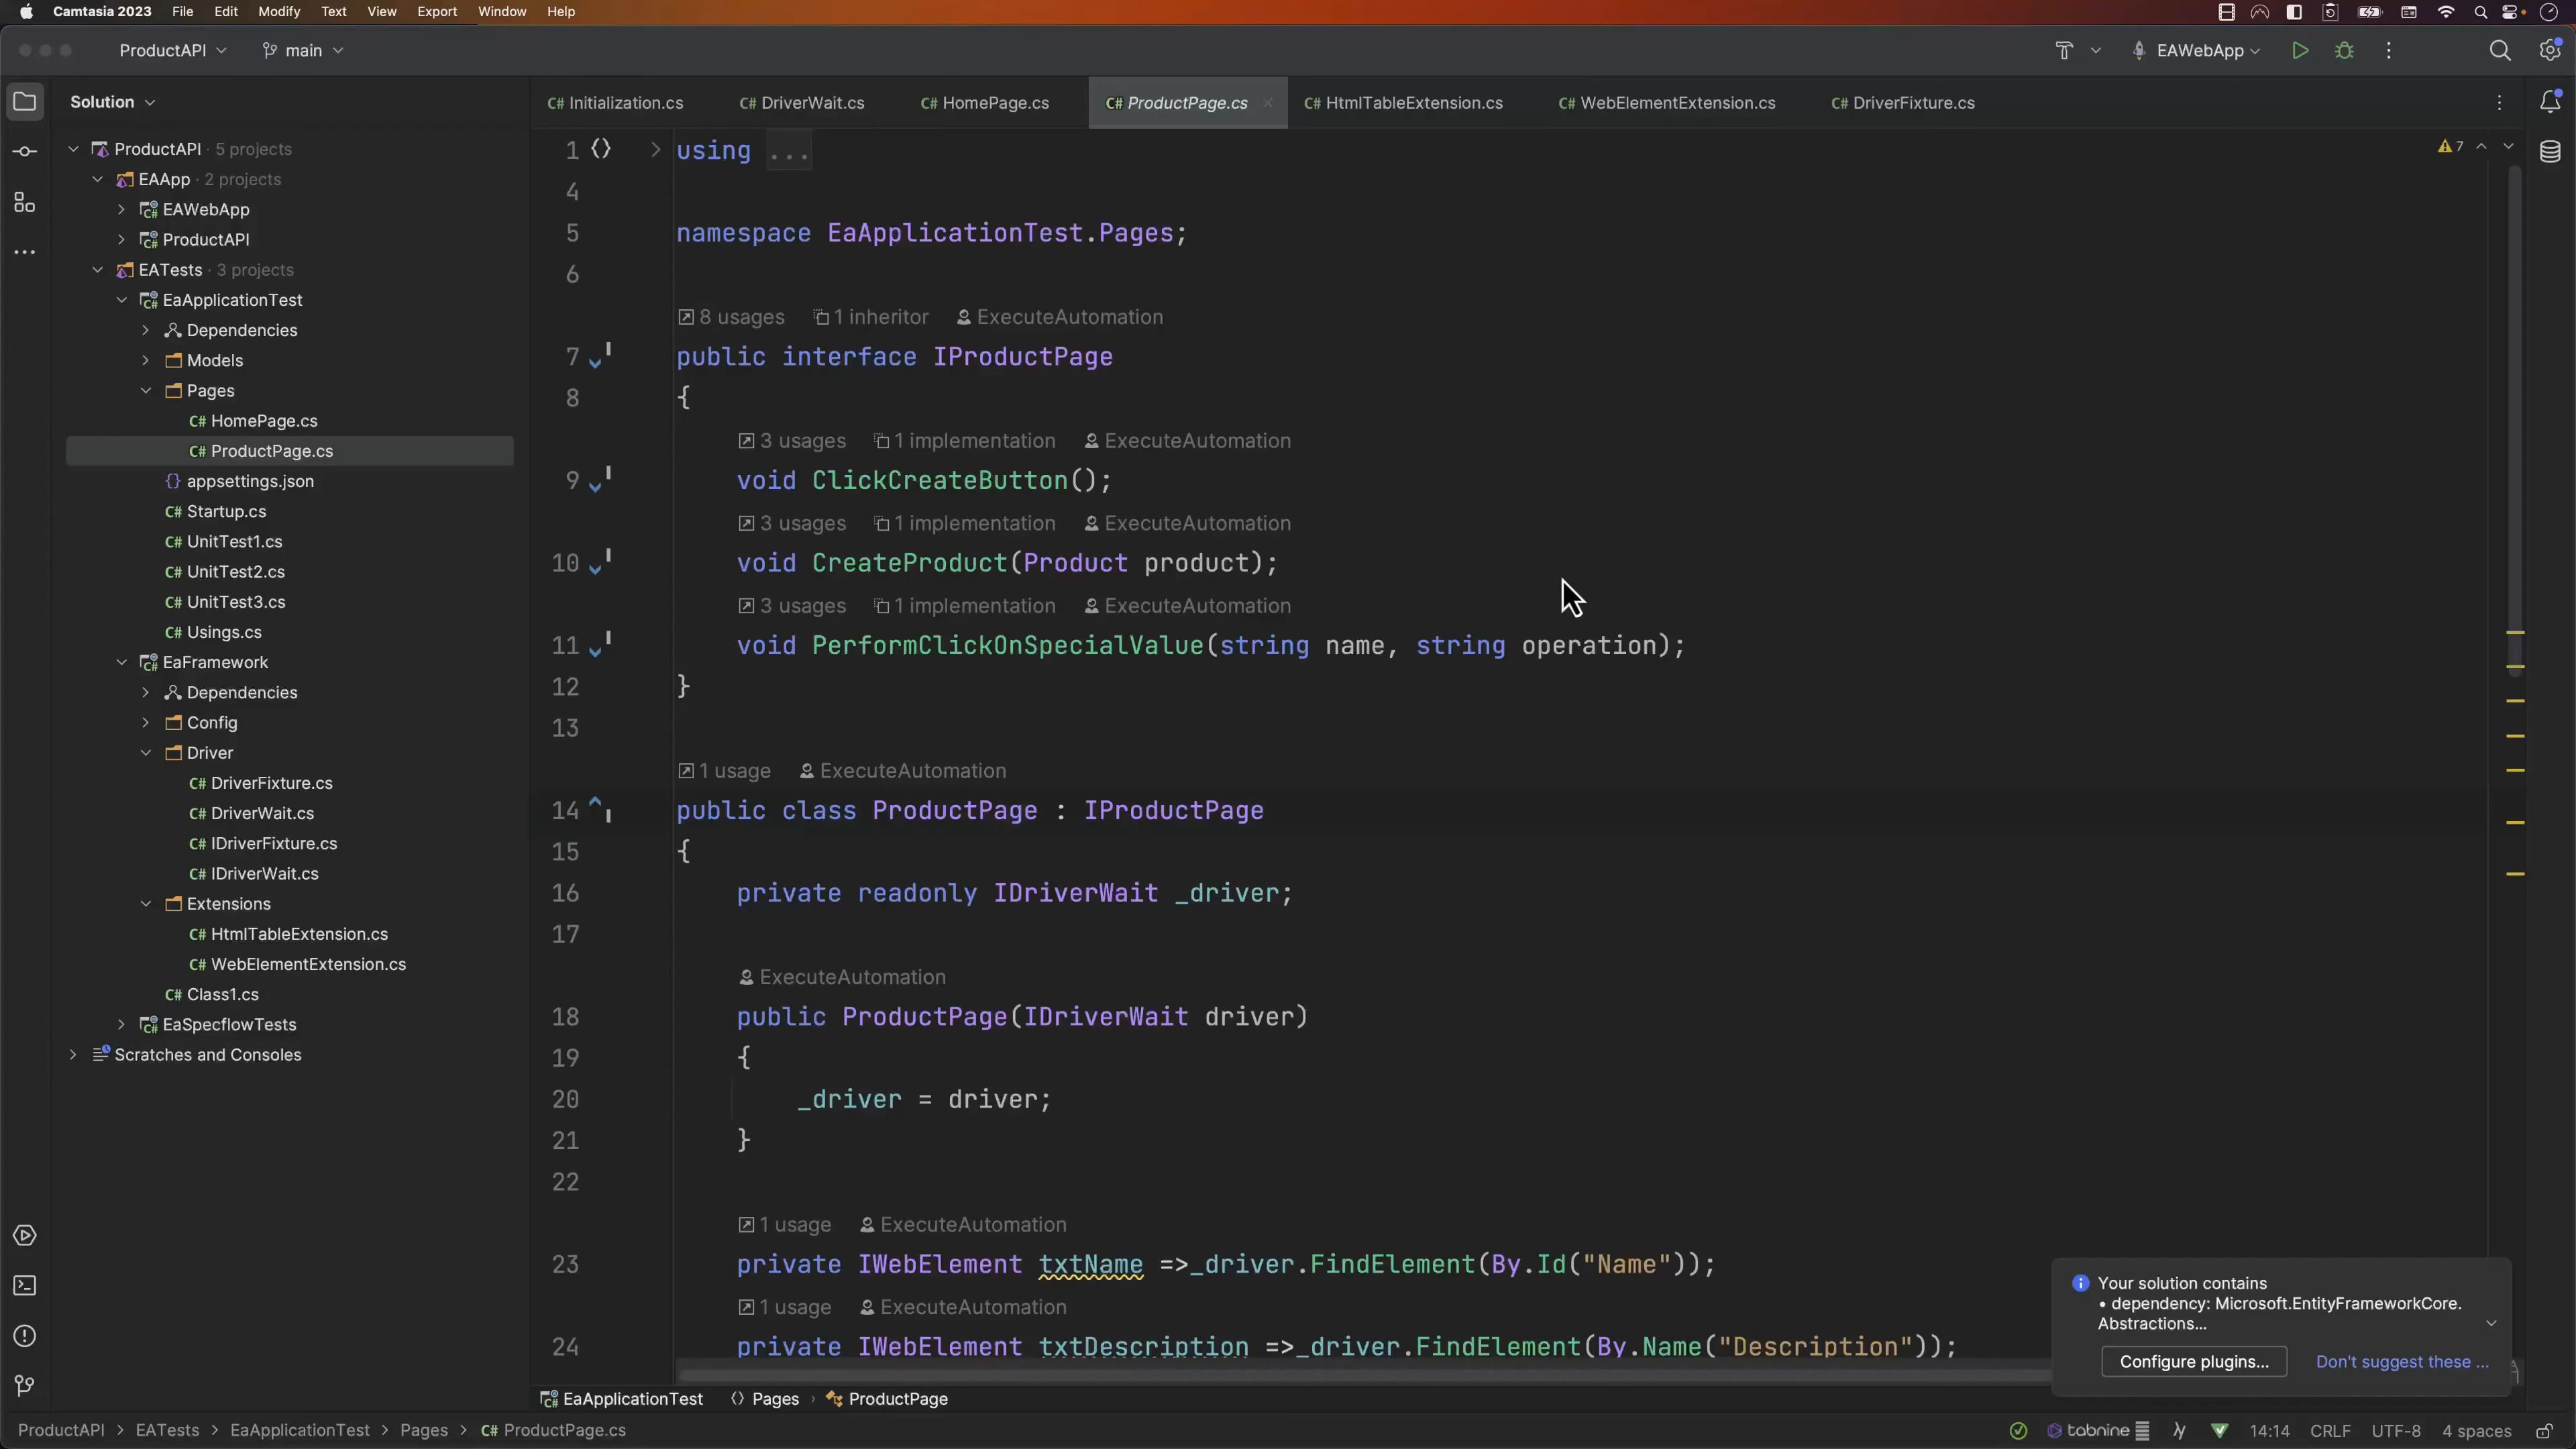 Camtasia 2023 File Edit Modify Text View Export Window Help
ProductAPI main EAWebApp
Solution
Initialization.cs DriverWait.cs HomePage.cs ProductPage.cs HtmlTableExtension.cs WebElementExtension.cs DriverFixture.cs
ProductAPI · 5 projects
EAApp · 2 projects
C# EAWebApp
C# ProductAPI
EATests · 3 projects
C# EaApplicationTest
Dependencies
Models
Pages
C# HomePage.cs
C# ProductPage.cs
{} appsettings.json
C# Startup.cs
C# UnitTest1.cs
C# UnitTest2.cs
C# UnitTest3.cs
C# Usings.cs
C# EaFramework
Dependencies
Config
Driver
C# DriverFixture.cs
C# DriverWait.cs
C# IDriverFixture.cs
C# IDriverWait.cs
Extensions
C# HtmlTableExtension.cs
C# WebElementExtension.cs
C# Class1.cs
C# EaSpecflowTests
Scratches and Consoles
7
1 using ...
4
5 namespace EaApplicationTest.Pages;
6
8 usages 1 inheritor ExecuteAutomation
7 public interface IProductPage
8 {
3 usages 1 implementation ExecuteAutomation
9 void ClickCreateButton();
3 usages 1 implementation ExecuteAutomation
10 void CreateProduct(Product product);
3 usages 1 implementation ExecuteAutomation
11 void PerformClickOnSpecialValue(string name, string operation);
12 }
13
1 usage ExecuteAutomation
14 public class ProductPage : IProductPage
15 {
16 private readonly IDriverWait _driver;
17
ExecuteAutomation
18 public ProductPage(IDriverWait driver)
19 {
20 _driver = driver;
21 }
22
1 usage ExecuteAutomation
23 private IWebElement txtName =>_driver.FindElement(By.Id("Name"));
1 usage ExecuteAutomation
24 private IWebElement txtDescription =>_driver.FindElement(By.Name("Description"));
Your solution contains
• dependency: Microsoft.EntityFrameworkCore.
Abstractions...
Configure plugins... Don't suggest these ...
EaApplicationTest Pages ProductPage
ProductAPI EATests EaApplicationTest Pages C# ProductPage.cs
tabnine 14:14 CRLF UTF-8 4 spaces